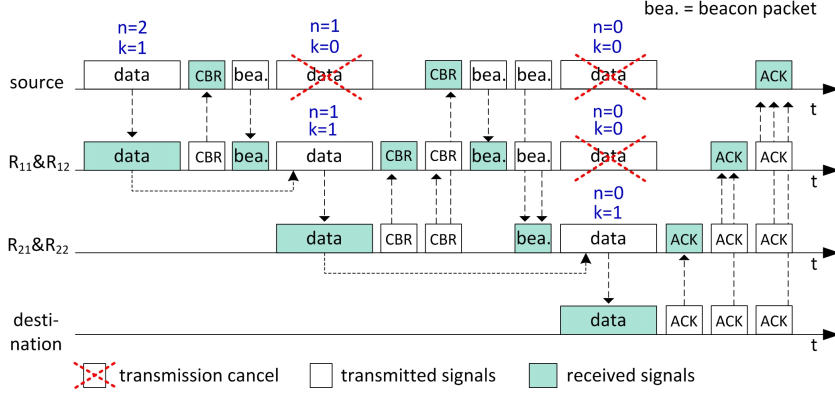 bea. = beacon packet
n=2
k=1
n=1
k=0
n=0
k=0
source
data
CBR
bea.
data
CBR
bea.
bea.
data
ACK
t
n=1
k=1
n=0
k=0
R11&R12
data
CBR
bea.
data
CBR
CBR
bea.
bea.
data
ACK
ACK
t
n=0
k=1
R21&R22
data
CBR
CBR
bea.
data
ACK
ACK
ACK
t
desti-
nation
data
ACK
ACK
ACK
t
transmission cancel
transmitted signals
received signals